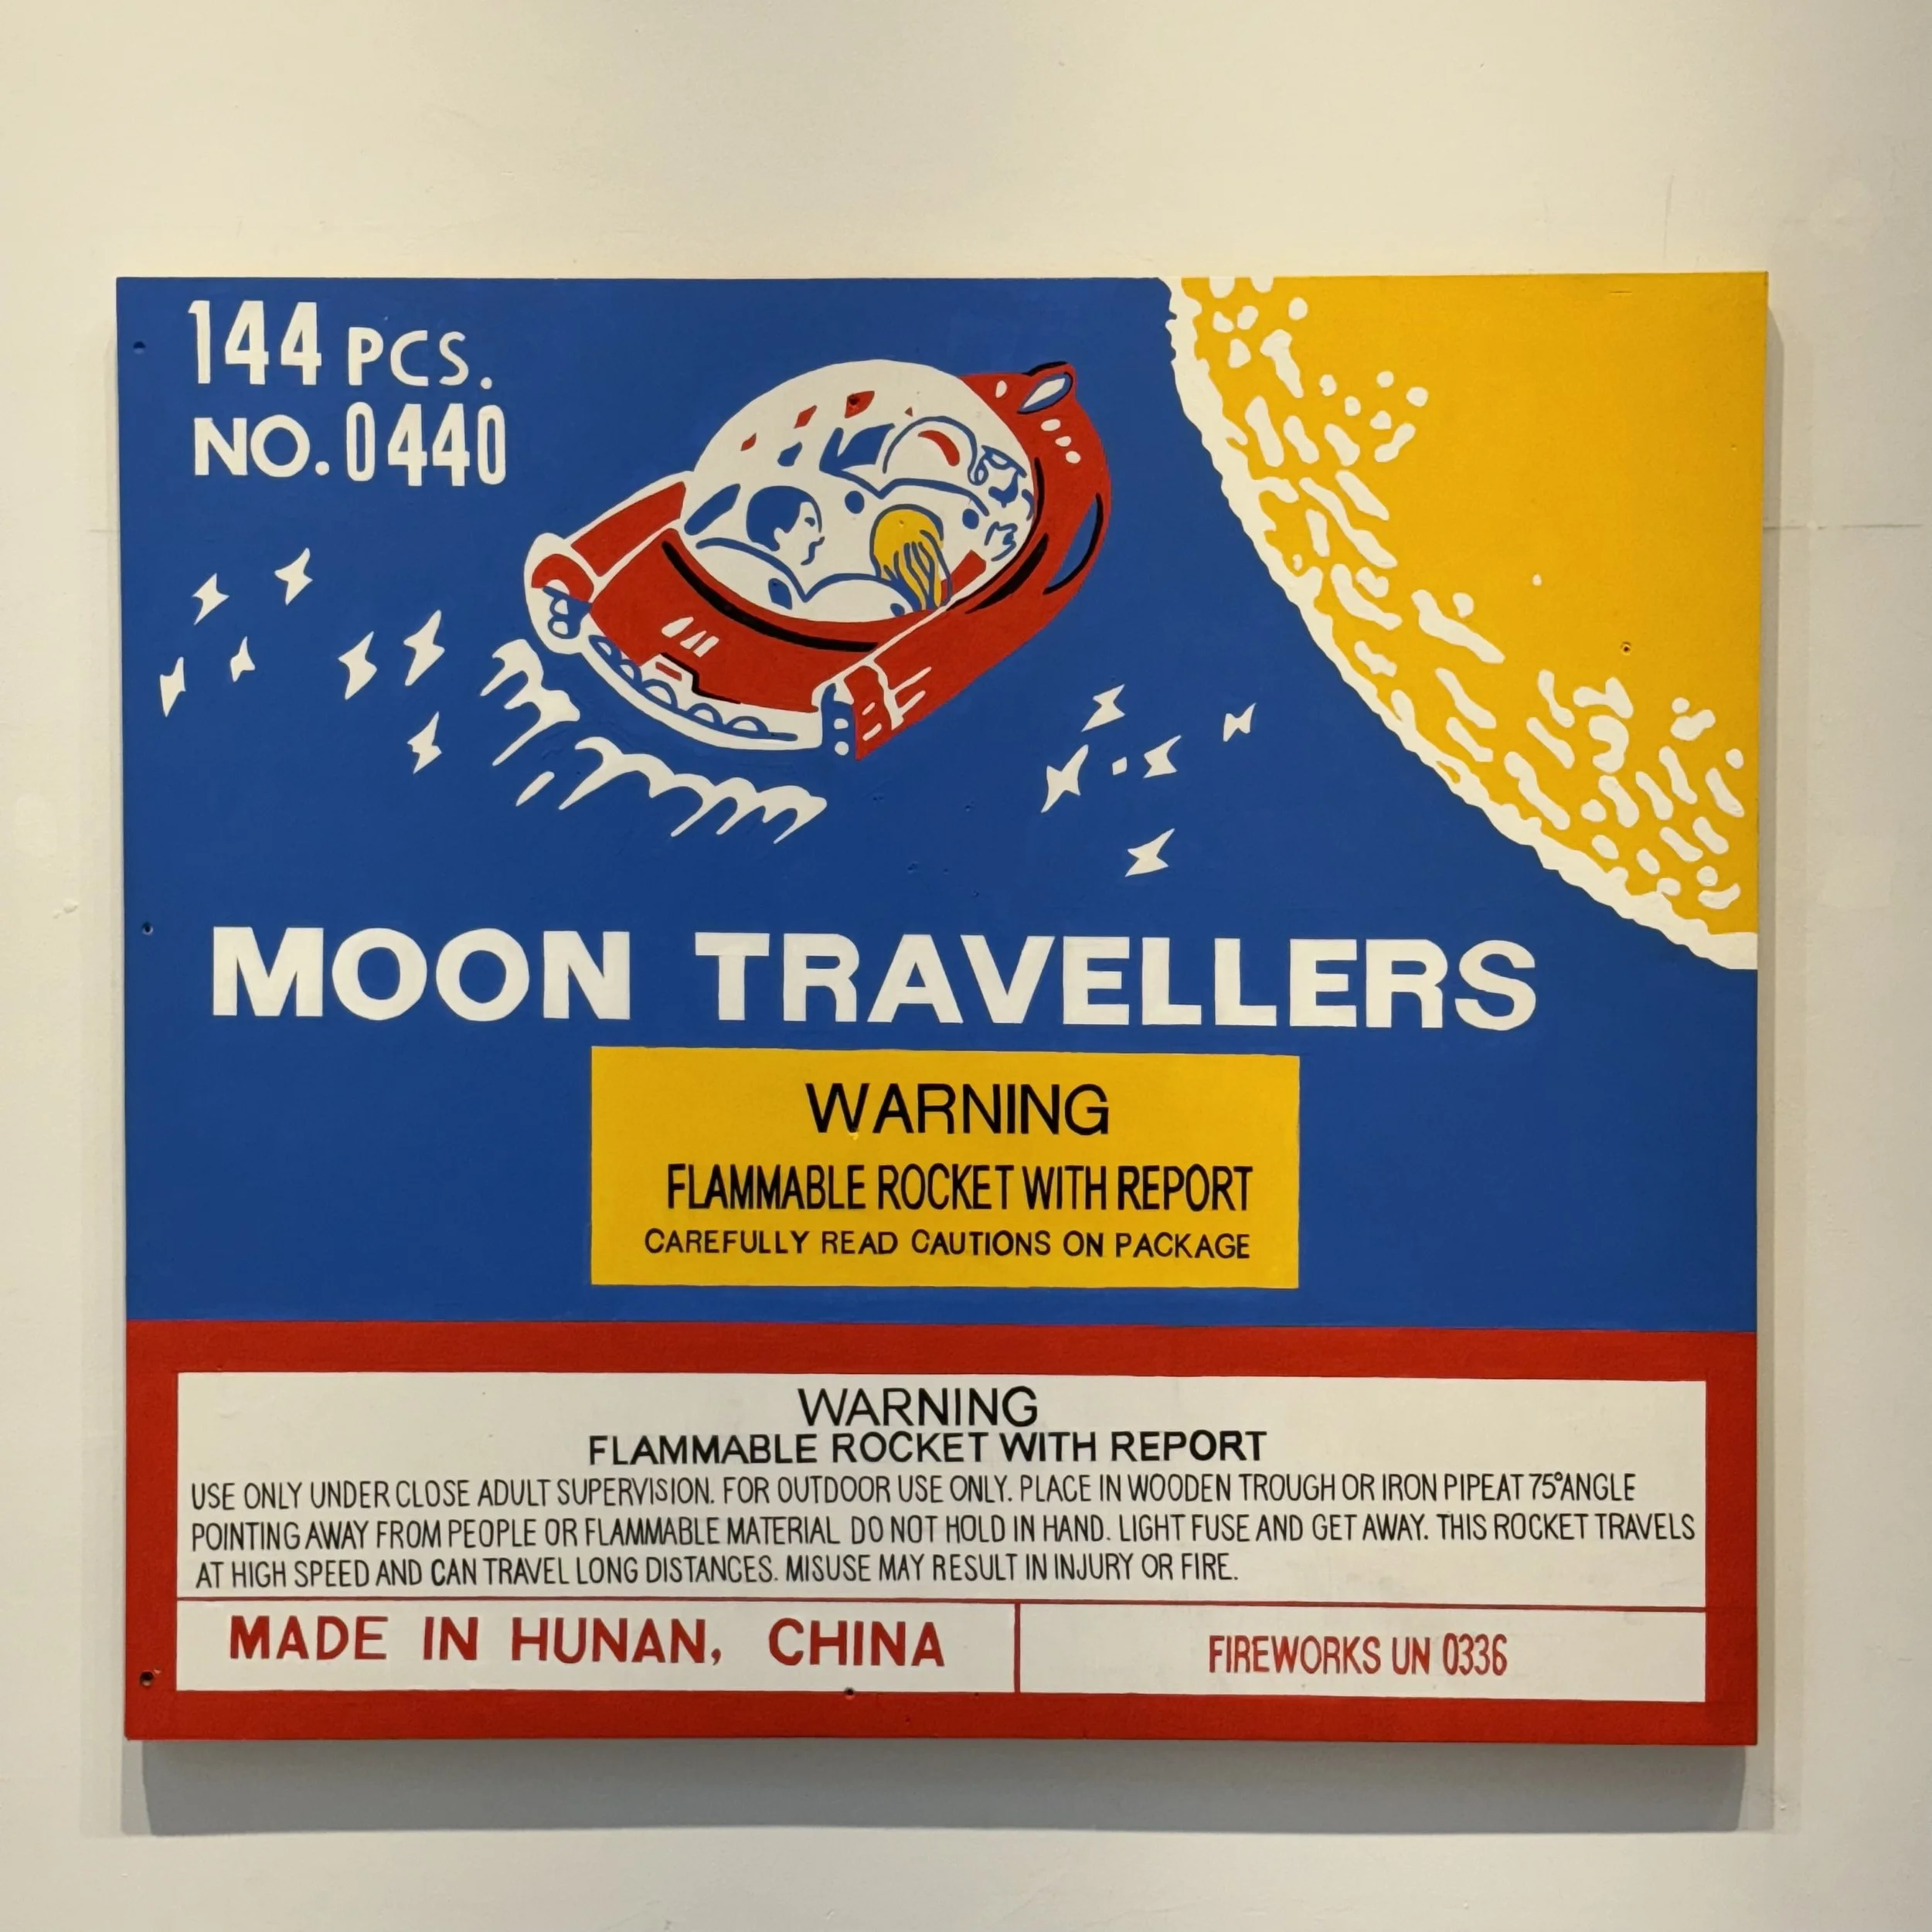 144 PCS.
NO. 0440
MOON TRAVELLERS
WARNING
FLAMMABLE ROCKET WITH REPORT
CAREFULLY READ CAUTIONS ON PACKAGE
WARNING
FLAMMABLE ROCKET WITH REPORT
USE ONLY UNDER CLOSE ADULT SUPERVISION. FOR OUTDOOR USE ONLY. PLACE IN WOODEN TROUGH OR IRON PIPEAT 75°ANGLE
POINTING AWAY FROM PEOPLE OR FLAMMABLE MATERIAL DO NOT HOLD IN HAND. LIGHT FUSE AND GET AWAY. THIS ROCKET TRAVELS
AT HIGH SPEED AND CAN TRAVEL LONG DISTANCES. MISUSE MAY RESULT IN INJURY OR FIRE.
MADE IN HUNAN, CHINA
FIREWORKS UN 0336